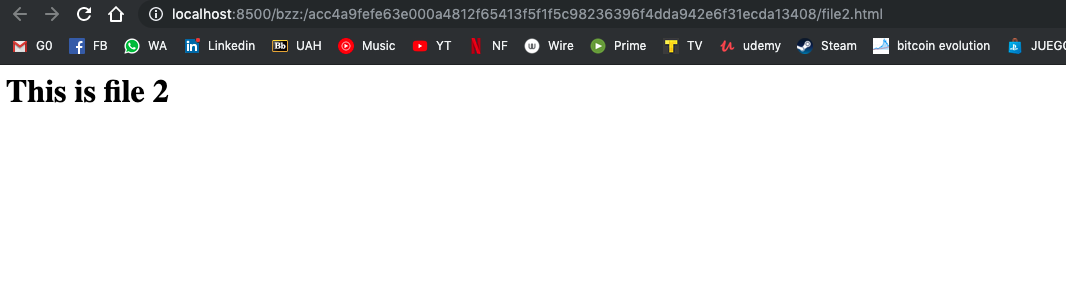 localhost:8500/bzz:/acc4a9fefe63e000a4812f65413f5f1f5c98236396f4dda942e6f31ecda13408/file2.html
G0 FB WA Linkedin Bb UAH Music YT NF Wire Prime TV udemy Steam bitcoin evolution JUEG
This is file 2